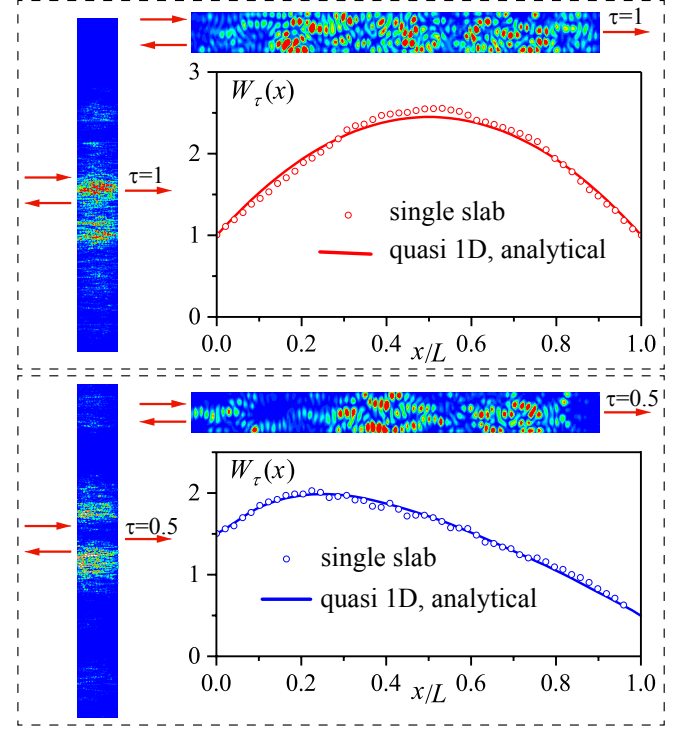 τ=1
τ=1
3
W_τ(x)
2
1
0
single slab
quasi 1D, analytical
0.0 0.2 0.4 0.6 0.8 1.0
x/L
τ=0.5
τ=0.5
W_τ(x)
2
1
0
single slab
quasi 1D, analytical
0.0 0.2 0.4 0.6 0.8 1.0
x/L